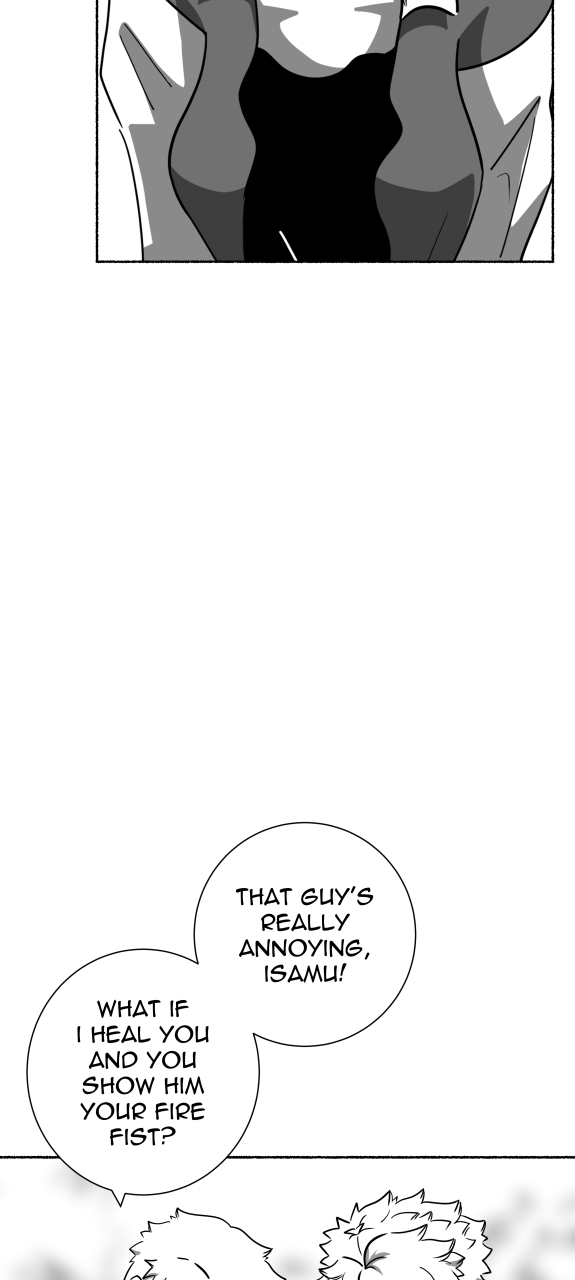 THAT GUY'S
REALLY
ANNOYING,
ISAMU!
WHAT IF
I HEAL YOU
AND YOU
SHOW HIM
YOUR FIRE
FIST?